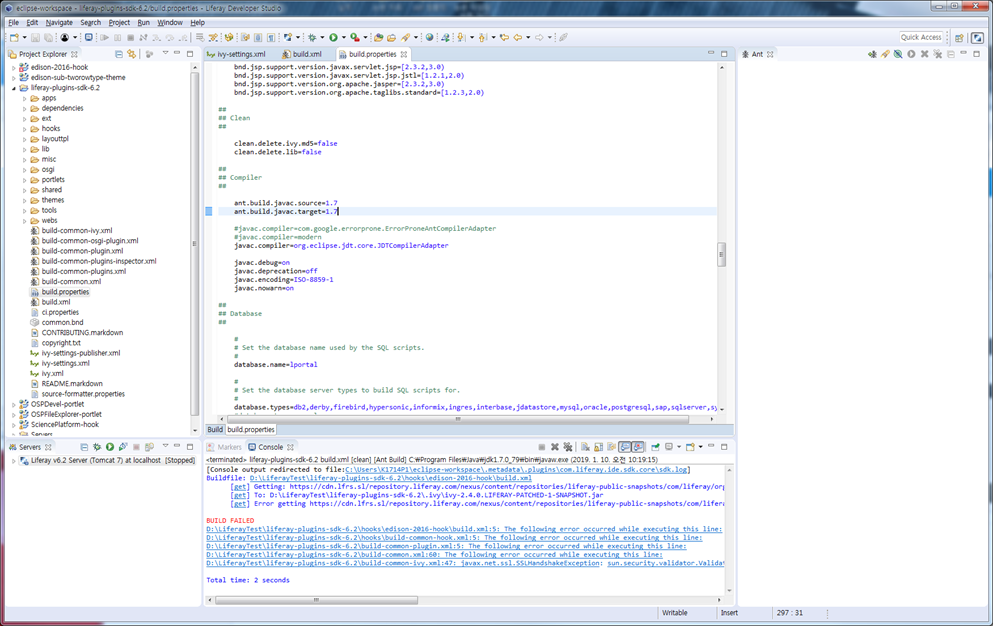 eclipse-workspace - liferay-plugins-sdk-6.2/build.properties - Liferay Developer Studio
File Edit Navigate Search Project Run Window Help
Quick Access
Project Explorer
edison-2016-hook
edison-sub-tworowtype-theme
liferay-plugins-sdk-6.2
apps
dependencies
ext
hooks
layouttpl
lib
misc
osgi
portlets
shared
themes
tools
webs
build-common-ivy.xml
build-common-osgi-plugin.xml
build-common-plugin.xml
build-common-plugins-inspector.xml
build-common-plugins.xml
build-common.xml
build.properties
build.xml
ci.properties
common.bnd
CONTRIBUTING.markdown
copyright.txt
ivy-settings-publisher.xml
ivy-settings.xml
ivy.xml
README.markdown
source-formatter.properties
OSPDevel-portlet
OSPFileExplorer-portlet
SciencePlatform-hook
Servers
Servers
Liferay v6.2 Server (Tomcat 7) at localhost [Stopped]
ivy-settings.xml build.xml build.properties
bnd.jsp.support.version.javax.servlet.jsp=[2.3.2,3.0)
bnd.jsp.support.version.javax.servlet.jsp.jstl=[1.2.1,2.0)
bnd.jsp.support.version.org.apache.jasper=[2.3.2,3.0)
bnd.jsp.support.version.org.apache.taglibs.standard=[1.2.3,2.0)
##
## Clean
##
clean.delete.ivy.md5=false
clean.delete.lib=false
##
## Compiler
##
ant.build.javac.source=1.7
ant.build.javac.target=1.7
#javac.compiler=com.google.errorprone.ErrorProneAntCompilerAdapter
#javac.compiler=modern
javac.compiler=org.eclipse.jdt.core.JDTCompilerAdapter
javac.debug=on
javac.deprecation=off
javac.encoding=ISO-8859-1
javac.nowarn=on
##
## Database
##
#
# Set the database name used by the SQL scripts.
#
database.name=lportal
#
# Set the database server types to build SQL scripts for.
#
database.types=db2,derby,firebird,hypersonic,informix,ingres,interbase,jdatastore,mysql,oracle,postgresql,sap,sqlserver,sy
Build build.properties
Ant
Markers Console
<terminated> liferay-plugins-sdk-6.2 build.xml [clean] [Ant Build] C:₩Program Files₩Java₩jdk1.7.0_79₩bin₩javaw.exe (2019. 1. 10. 오전 10:19:15)
[Console output redirected to file:C:\Users\K1714P1\eclipse-workspace\.metadata\.plugins\com.liferay.ide.sdk.core\sdk.log]
Buildfile: D:\LiferayTest\liferay-plugins-sdk-6.2\hooks\edison-2016-hook\build.xml
[get] Getting: https://cdn.lfrs.sl/repository.liferay.com/nexus/content/repositories/liferay-public-snapshots/com/liferay/org
[get] To: D:\LiferayTest\liferay-plugins-sdk-6.2\.ivy\ivy-2.4.0.LIFERAY-PATCHED-1-SNAPSHOT.jar
[get] Error getting https://cdn.lfrs.sl/repository.liferay.com/nexus/content/repositories/liferay-public-snapshots/com/lifera
BUILD FAILED
D:\LiferayTest\liferay-plugins-sdk-6.2\hooks\edison-2016-hook\build.xml:5: The following error occurred while executing this line:
D:\LiferayTest\liferay-plugins-sdk-6.2\hooks\build-common-hook.xml:5: The following error occurred while executing this line:
D:\LiferayTest\liferay-plugins-sdk-6.2\build-common-plugin.xml:5: The following error occurred while executing this line:
D:\LiferayTest\liferay-plugins-sdk-6.2\build-common.xml:60: The following error occurred while executing this line:
D:\LiferayTest\liferay-plugins-sdk-6.2\build-common-ivy.xml:47: javax.net.ssl.SSLHandshakeException: sun.security.validator.Validat
Total time: 2 seconds
Writable Insert 297 : 31